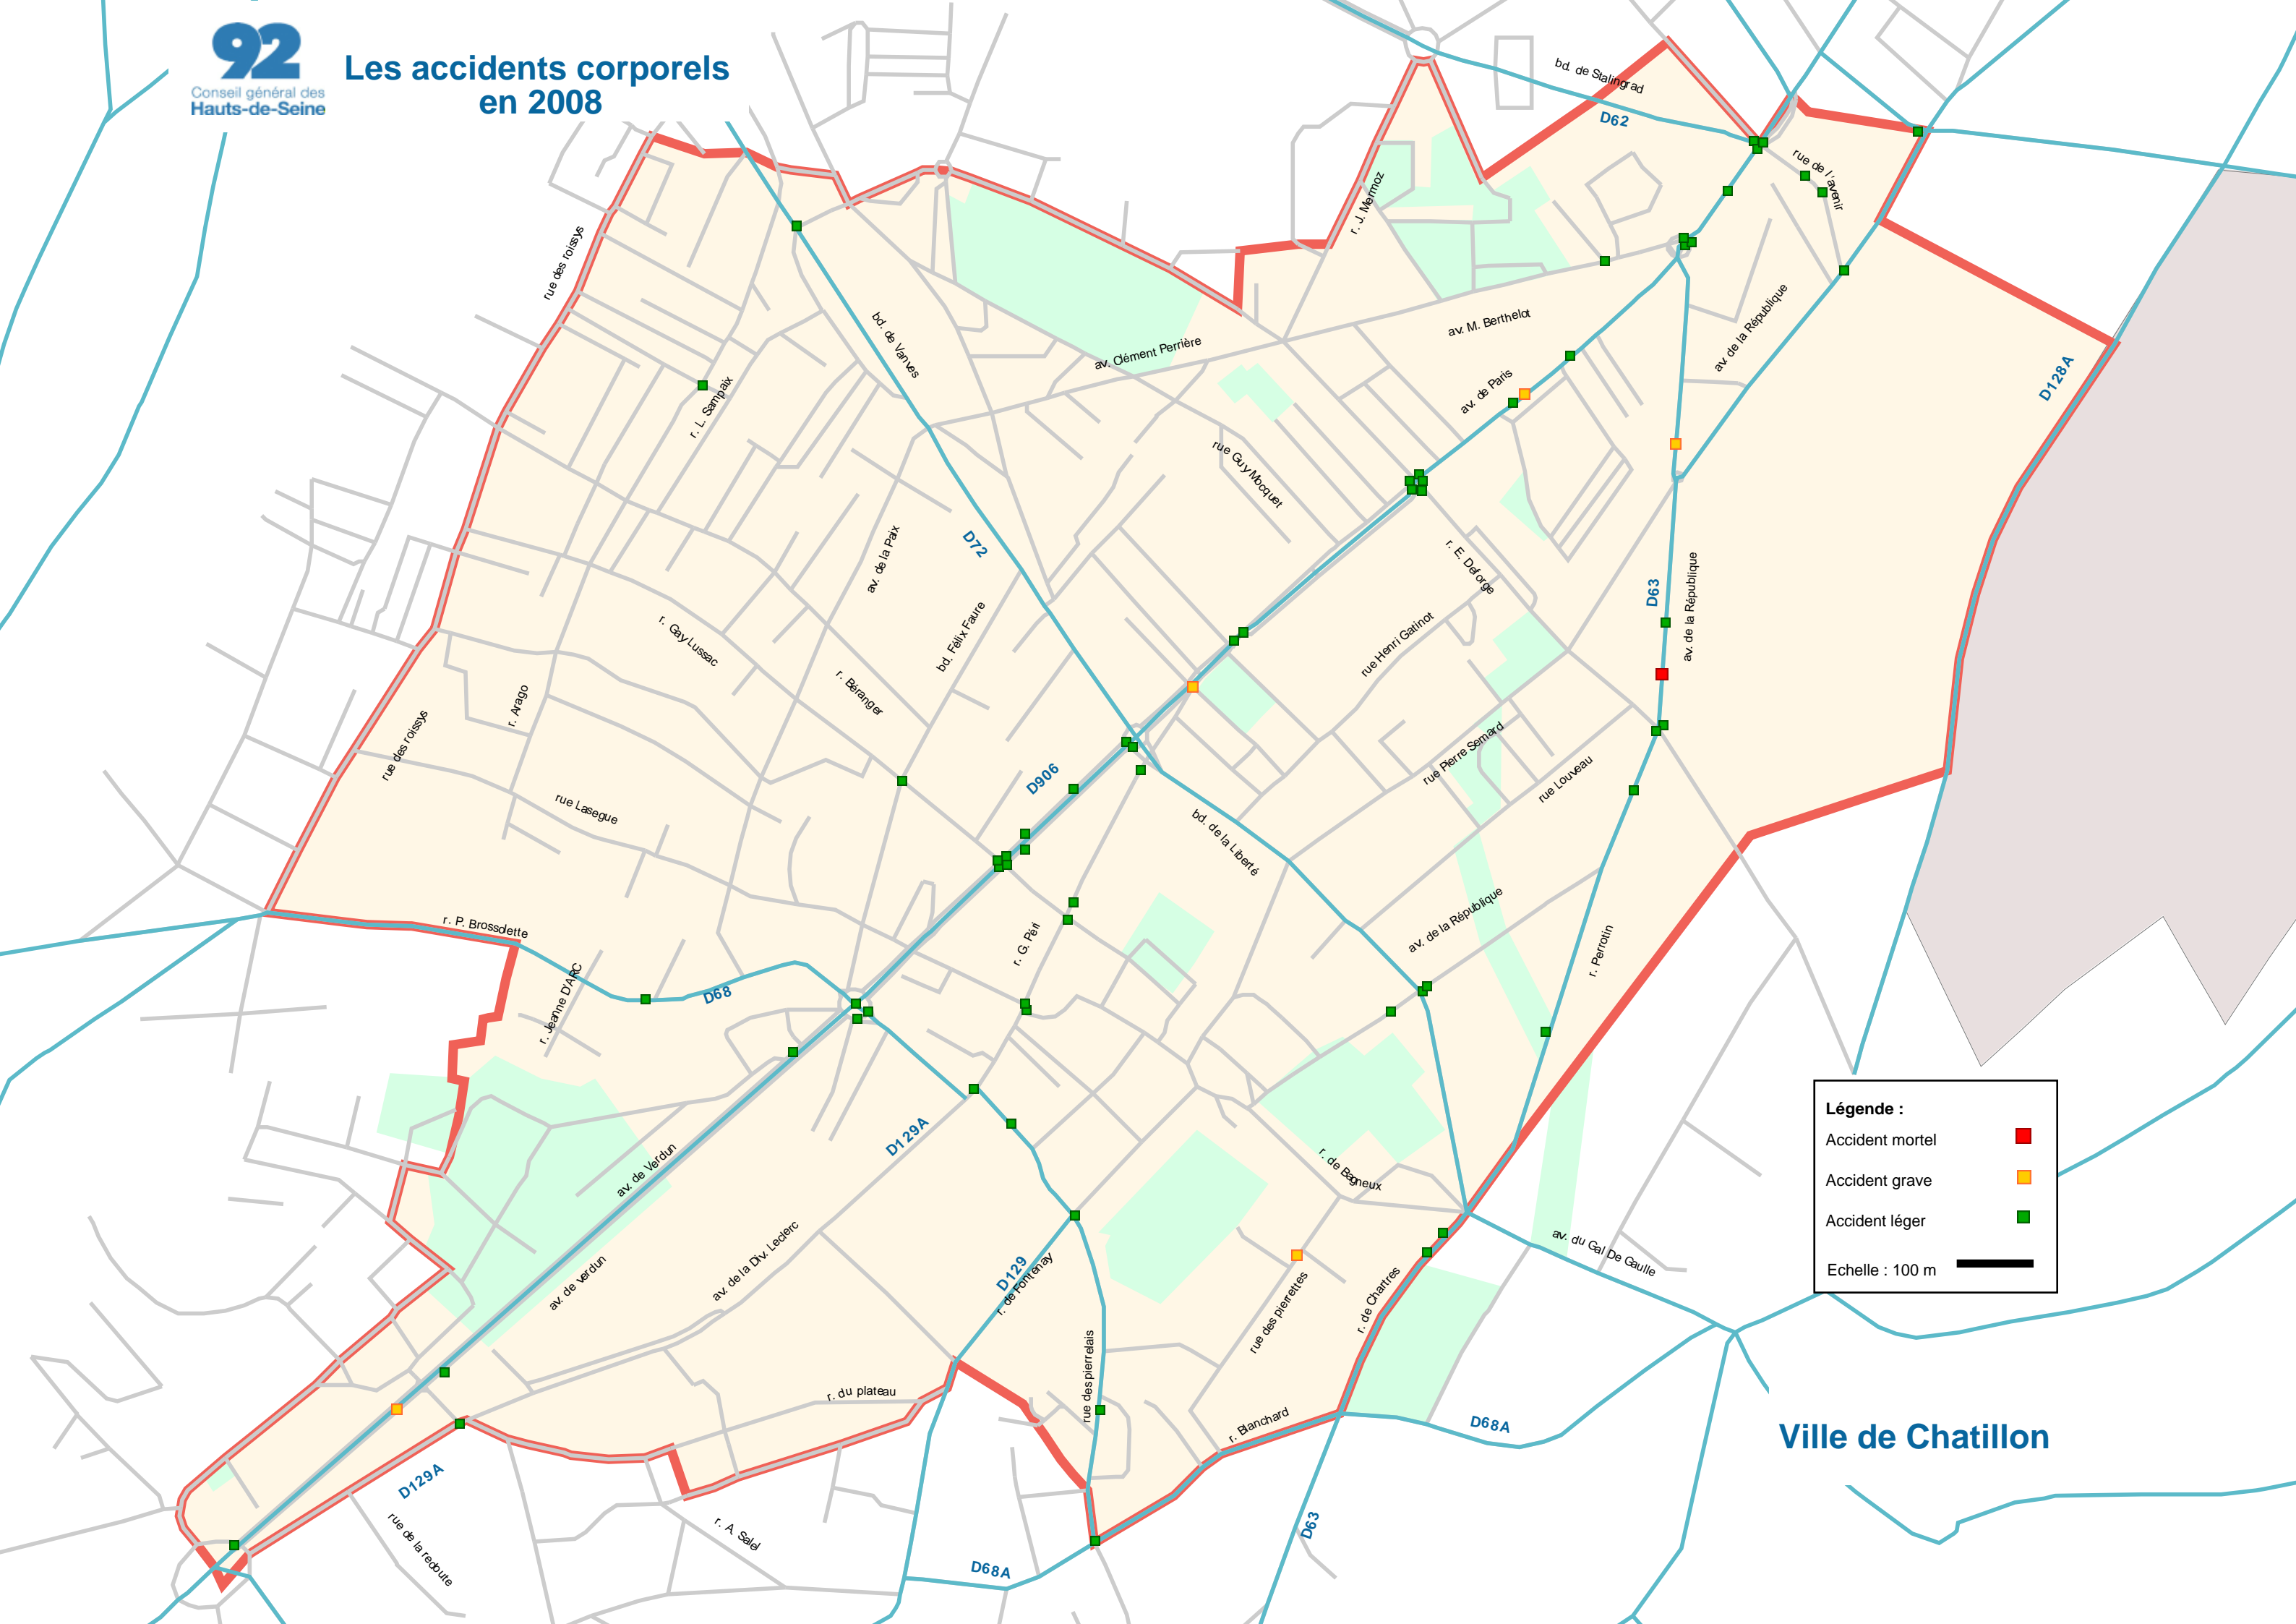 92
Conseil général des
Hauts-de-Seine
Les accidents corporels
en 2008
bd. de Stalingrad
D62
rue de l'avenir
r. J. Mermoz
rue des roissys
bd. de Vanves
av. Clément Perrière
av. M. Berthelot
av. de la République
D128A
r. L. Sampaix
av. de Paris
rue Guy Mocquet
D72
av. de la Paix
r. E. Deforge
D63
av. de la République
r. Gay Lussac
bd. Félix Faure
rue Henri Gatinot
r. Béranger
r. Arago
rue des roissys
rue Pierre Semard
rue Louveau
D906
rue Lasegue
bd. de la Liberté
av. de la République
r. P. Brossolette
r. G. Péri
r. Perrotin
r. Jeanne D'ARC
D68
D129A
av. de Verdun
r. de Bagneux
av. de verdun
av. de la Div. Leclerc
D129
r. de Fontenay
av. du Gal De Gaulle
rue des pierrettes
r. de Chartres
rue des pierrelais
r. du plateau
r. Blanchard
D68A
D129A
rue de la redoute
r. A. Salel
D63
D68A
Légende :
Accident mortel
Accident grave
Accident léger
Echelle : 100 m
Ville de Chatillon